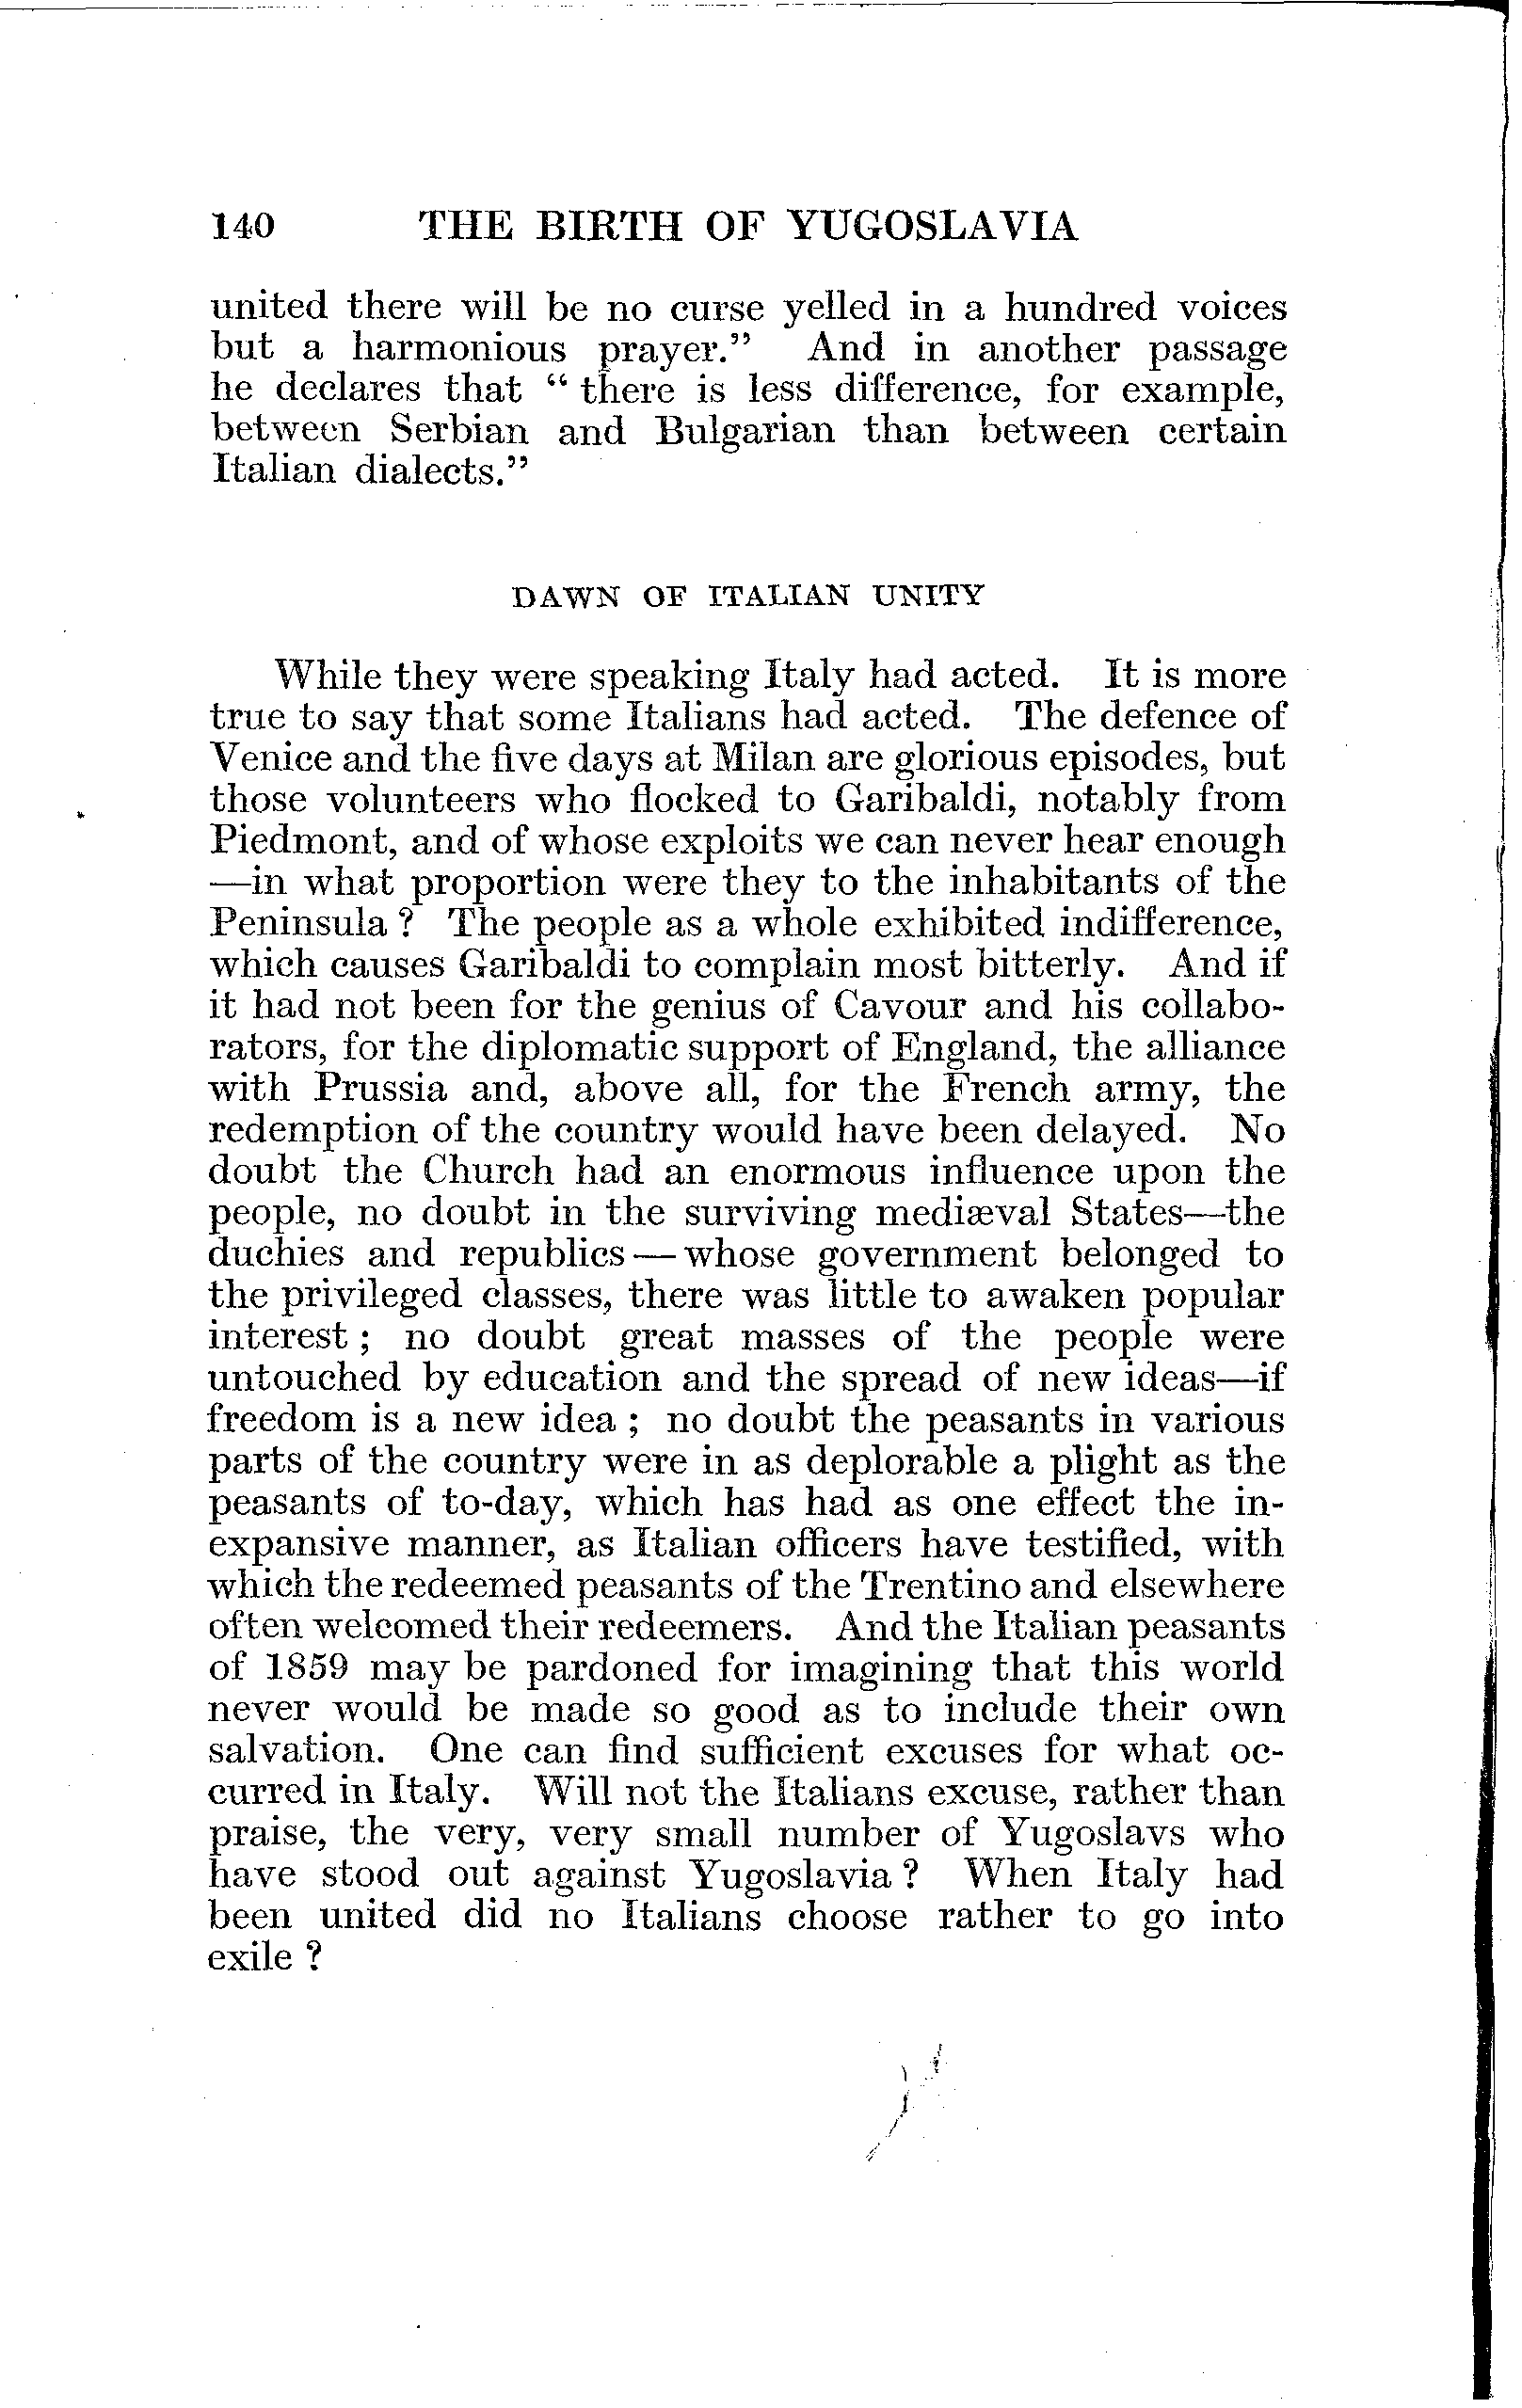 140 THE BIRTH OF YUGOSLAVIA
united there will be no curse yelled in a hundred voices
but a harmonious prayer.” And in another passage
he declares that “ there is less difference, for example,
between Serbian and Bulgarian than between certain
Italian dialects.”
DAWN OF ITALIAN UNITY
While they were speaking Italy had acted. It is more
true to say that some Italians had acted. The defence of
Venice and the five days at Milan are glorious episodes, but
those volunteers who flocked to Garibaldi, notably from
Piedmont, and of whose exploits we can never hear enough
—in what proportion were they to the inhabitants of the
Peninsula ? The people as a whole exhibited indifference,
which causes Garibaldi to complain most bitterly. And if
it had not been for the genius of Cavour and his collabo-
rators, for the diplomatic support of England, the alliance
with Prussia and, above all, for the French army, the
redemption of the country would have been delayed. No
doubt the Church had an enormous influence upon the
people, no doubt in the surviving mediæval States—the
duchies and republics — whose government belonged to
the privileged classes, there was little to awaken popular
interest ; no doubt great masses of the people were
untouched by education and the spread of new ideas—if
freedom is a new idea ; no doubt the peasants in various
parts of the country were in as deplorable a plight as the
peasants of to-day, which has had as one effect the in-
expansive manner, as Italian officers have testified, with
which the redeemed peasants of the Trentino and elsewhere
often welcomed their redeemers. And the Italian peasants
of 1859 may be pardoned for imagining that this world
never would be made so good as to include their own
salvation. One can find sufficient excuses for what oc-
curred in Italy. Will not the Italians excuse, rather than
praise, the very, very small number of Yugoslavs who
have stood out against Yugoslavia ? When Italy had
been united did no Italians choose rather to go into
exile ?